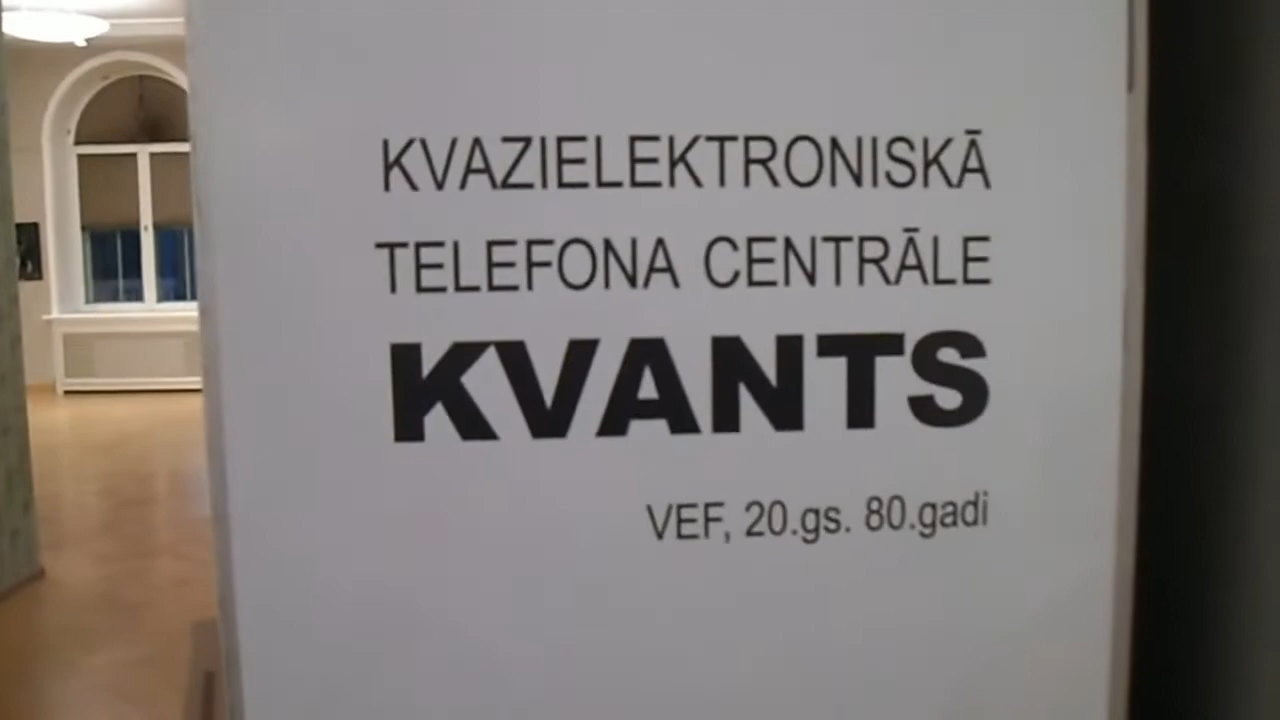 KVAZIELEKTRONISKĀ
TELEFONA CENTRĀLE
KVANTS
VEF, 20.gs. 80.gadi